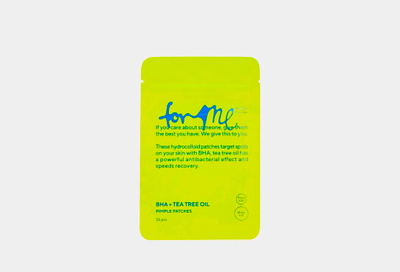 for me,
If you care about someone, give them
the best you have. We give this to you.
These hydrocolloid patches target spots
on your skin with BHA, tea tree oil has
a powerful antibacterial effect and
speeds recovery.
BHA + TEA TREE OIL
PIMPLE PATCHES